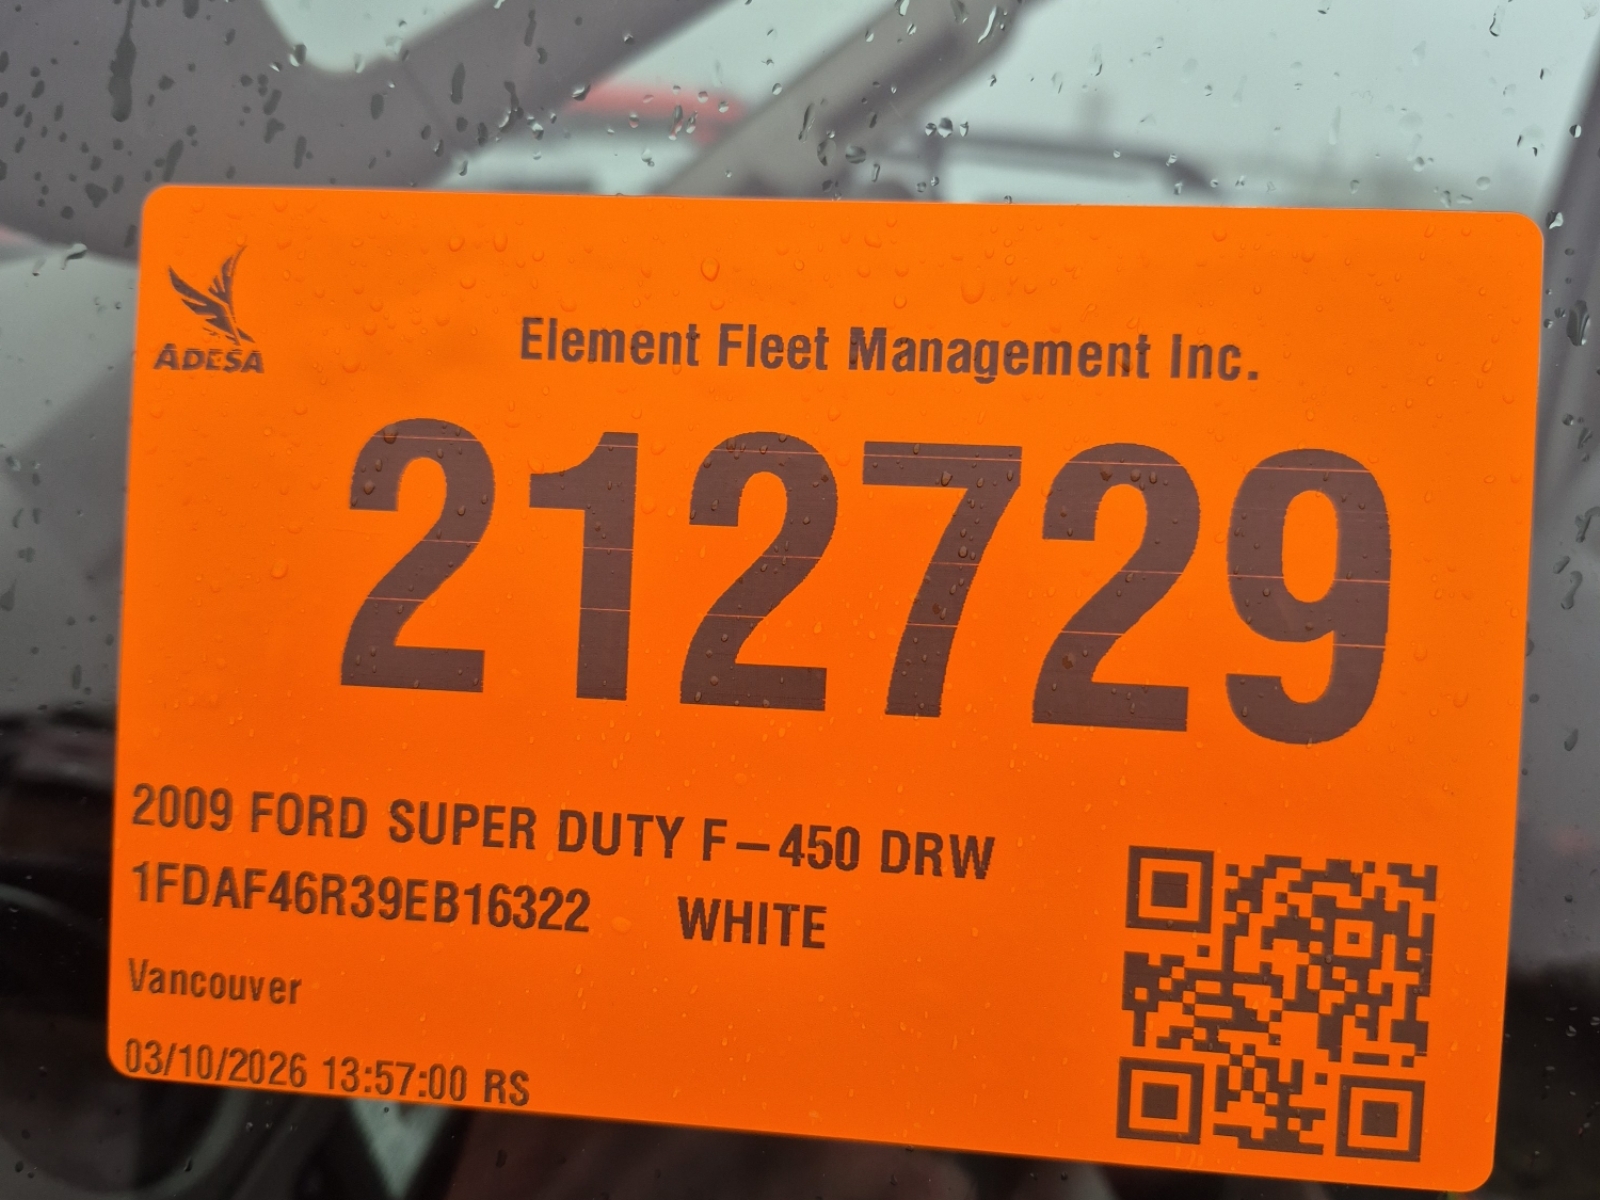 ADESA
Element Fleet Management Inc.
212729
2009 FORD SUPER DUTY F-450 DRW
1FDAF46R39EB16322 WHITE
Vancouver
03/10/2026 13:57:00 RS